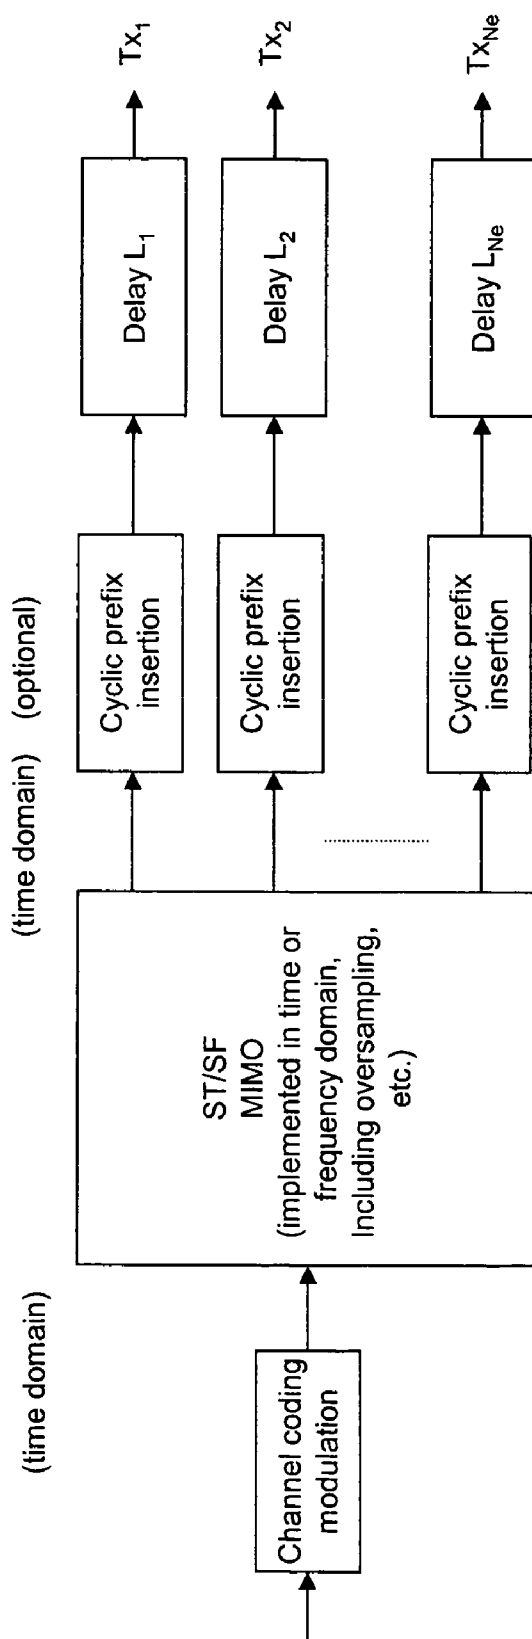 (time domain)
(time domain)
(optional)
Channel coding
modulation
ST/SF
MIMO
(implemented in time or
frequency domain,
Including oversampling,
etc.)
Cyclic prefix
insertion
Delay L1
Tx1
Cyclic prefix
insertion
Delay L2
Tx2
Cyclic prefix
insertion
Delay LNe
TxNe